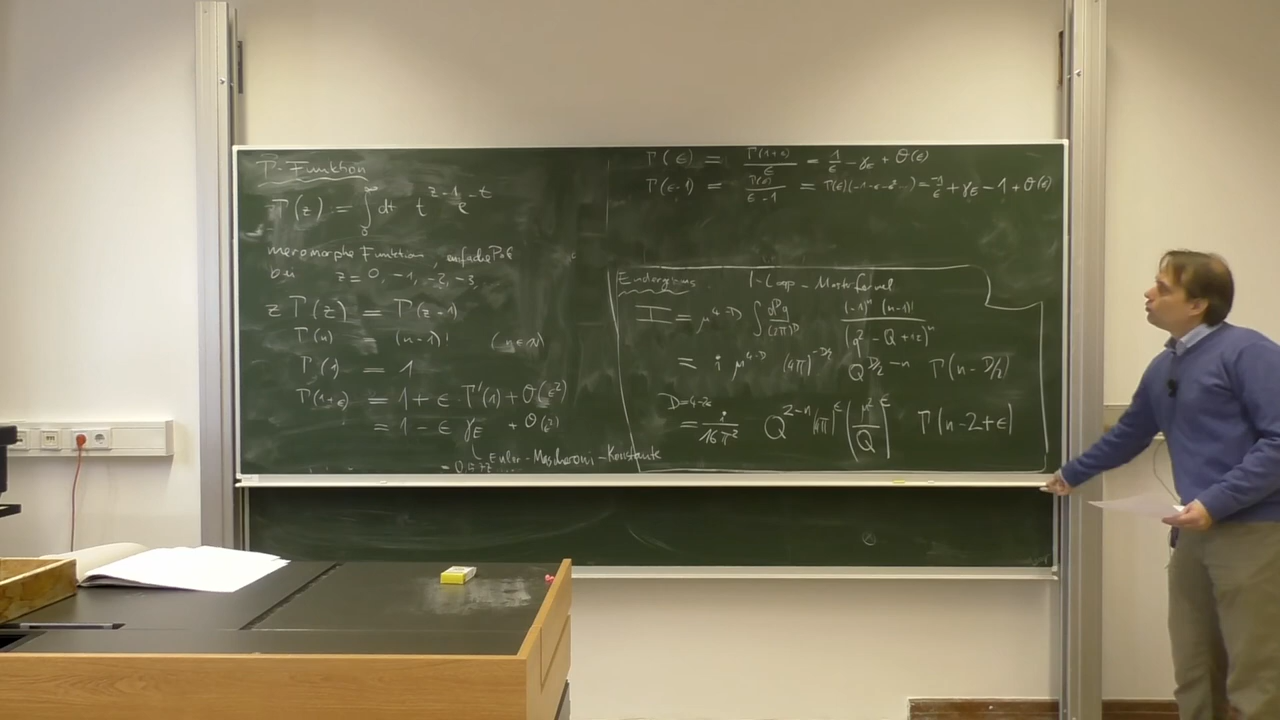 Γ-Funktion
Γ(z) = ∫₀^∞ dt t^{z-1} e^{-t}
meromorphe Funktion, einfache Pole
bei z = 0, -1, -2, -3,
z Γ(z) = Γ(z-1)
Γ(n) = (n-1)! (n∈ℕ)
Γ(1) = 1
Γ(1+ε) = 1 + ε · Γ'(1) + O(ε²)
= 1 - ε γ_E + O(ε²)
Euler-Mascheroni-Konstante
= 0,577...
Γ(ε) = Γ(1+ε)/ε = 1/ε - γ_E + O(ε)
Γ(ε-1) = Γ(ε)/(ε-1) = Γ(ε)(-1-ε-ε²...) = -1/ε + γ_E - 1 + O(ε)
Endergebnis: 1-Loop-Masterformel
I = μ^{4-D} ∫ d^D q/(2π)^D (-1)^n (n-1)!/(q² - Q + iε)^n
= i μ^{4-D} (4π)^{-D/2} Q^{D/2-n} Γ(n-D/2)
D=4-2ε
= i/16π² Q^{2-n} (4π)^ε (μ²/Q)^ε Γ(n-2+ε)